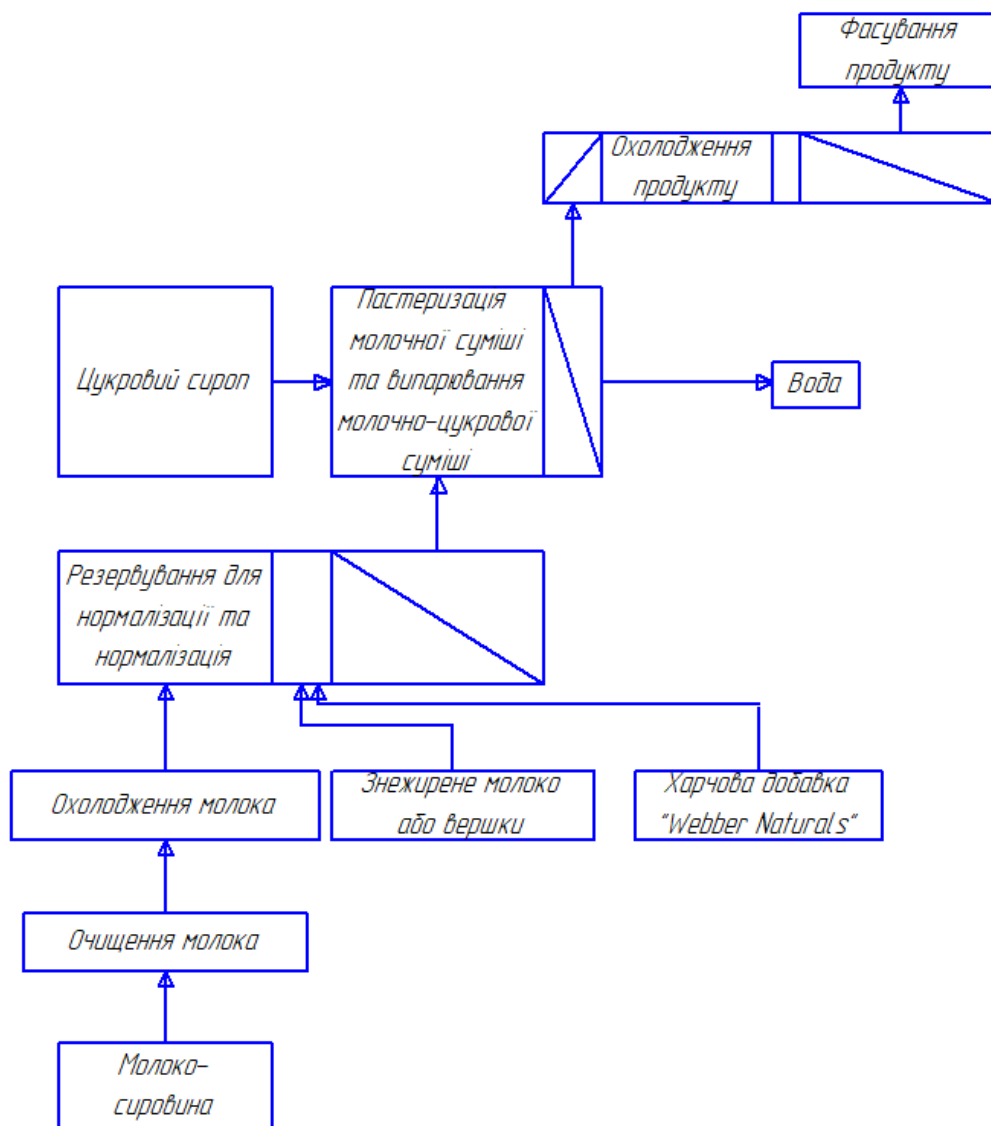 Фасування
продукту
Охолодження
продукту
Пастеризація
молочної суміші
та випарювання
молочно-цукрової
суміші
Цукровий сироп
Вода
Резервування для
нормалізації та
нормалізація
Охолодження молока
Знежирене молоко
або вершки
Харчова добавка
"Webber Naturals"
Очищення молока
Молоко-
сировина